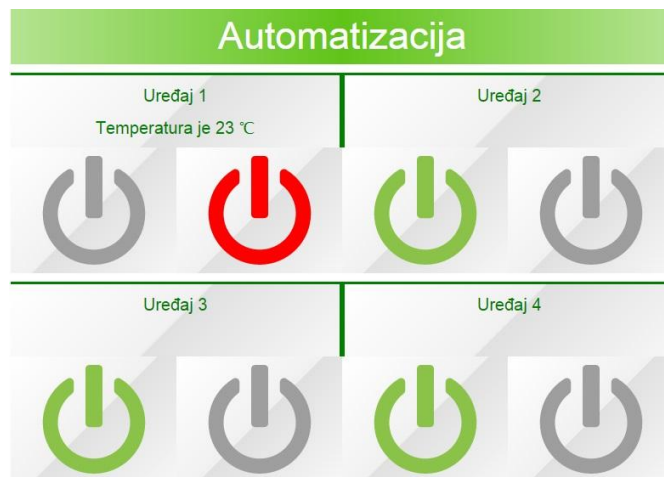 Automatizacija
Uređaj 1
Temperatura je 23 ℃
Uređaj 2
Uređaj 3
Uređaj 4